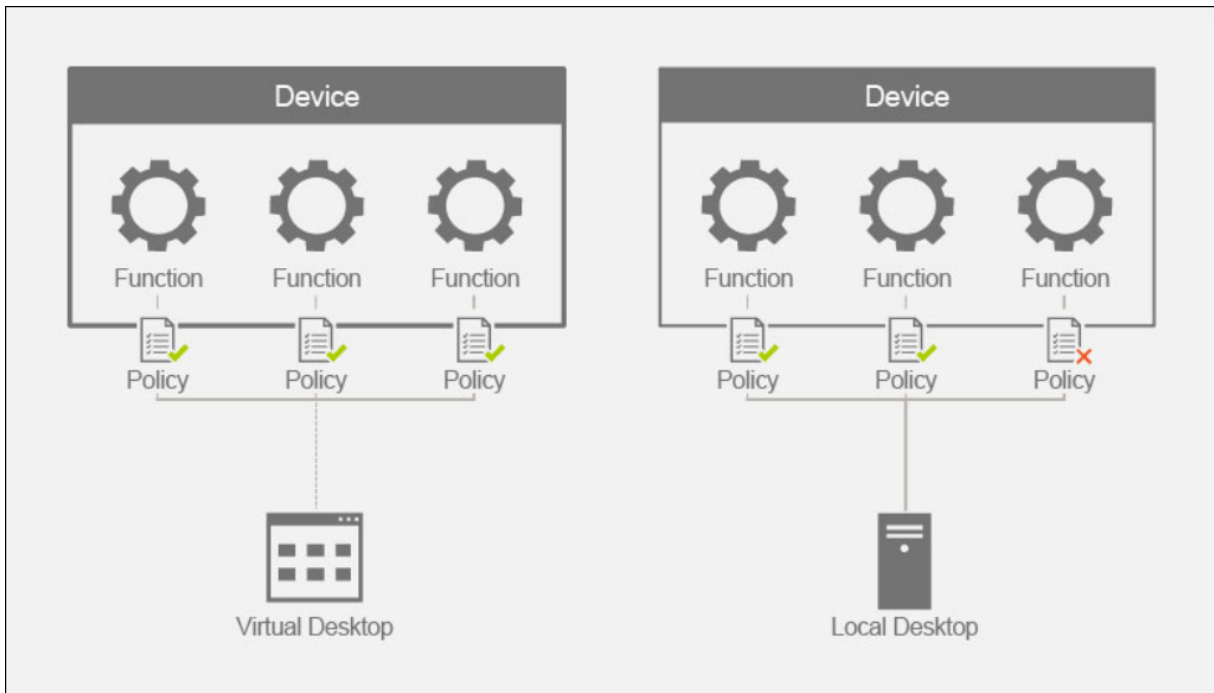 Device
Function Function Function
Policy Policy Policy
Virtual Desktop
Device
Function Function Function
Policy Policy Policy
Local Desktop